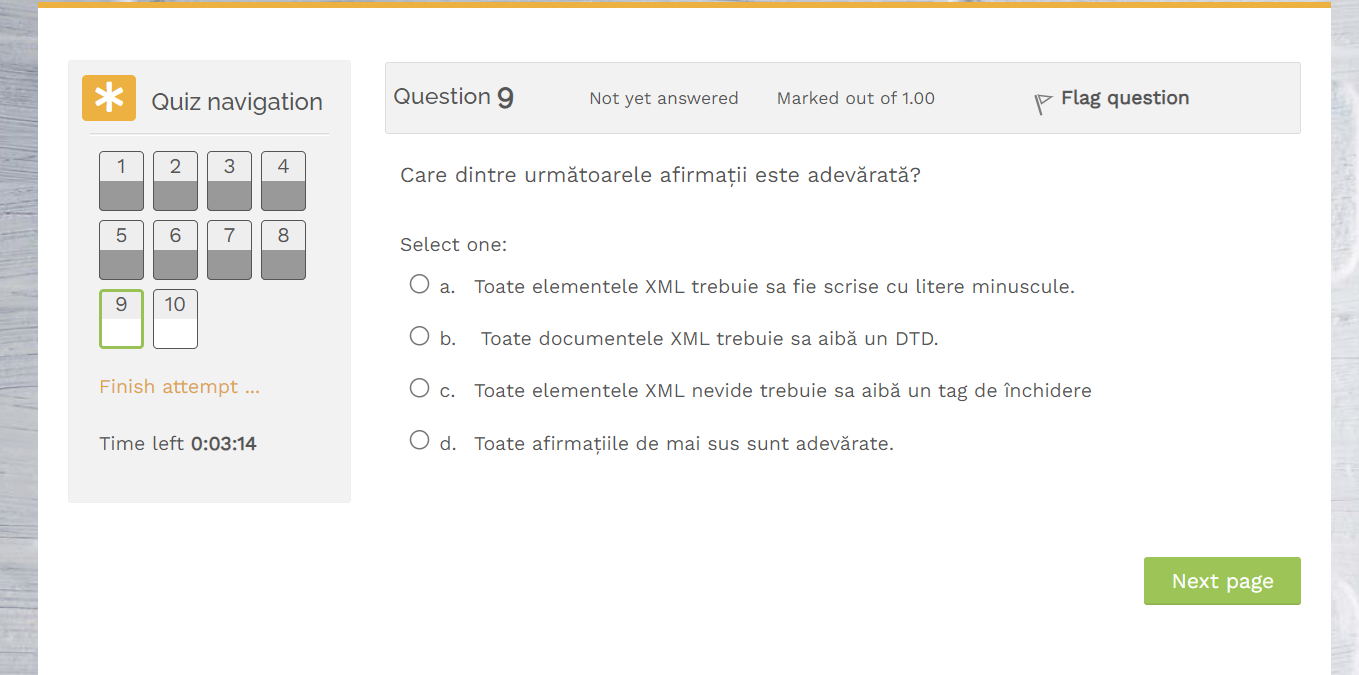 Quiz navigation
1 2 3 4
5 6 7 8
9 10
Finish attempt ...
Time left 0:03:14
Question 9
Not yet answered
Marked out of 1.00
Flag question
Care dintre următoarele afirmații este adevărată?
Select one:
a. Toate elementele XML trebuie sa fie scrise cu litere minuscule.
b. Toate documentele XML trebuie sa aibă un DTD.
c. Toate elementele XML nevide trebuie sa aibă un tag de închidere
d. Toate afirmațiile de mai sus sunt adevărate.
Next page